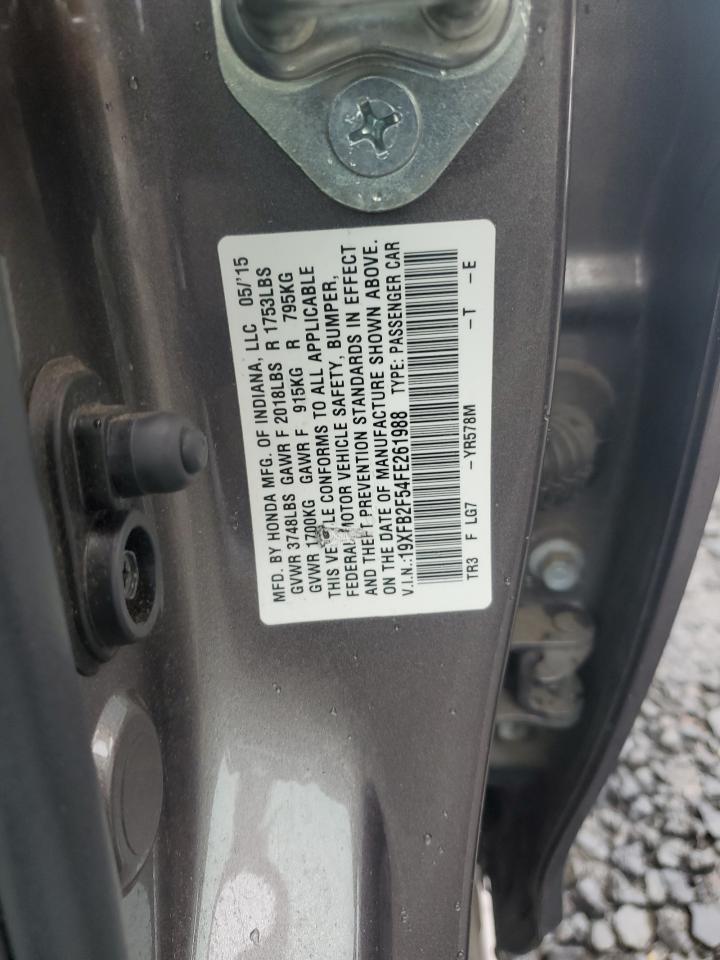 MFD. BY HONDA MFG. OF INDIANA, LLC 05/'15
GVWR 3748LBS GAWR F 2018LBS R 1753LBS
GVWR 1700KG GAWR F 915KG R 795KG
THIS VEHICLE CONFORMS TO ALL APPLICABLE
FEDERAL MOTOR VEHICLE SAFETY, BUMPER,
AND THEFT PREVENTION STANDARDS IN EFFECT
ON THE DATE OF MANUFACTURE SHOWN ABOVE.
V.I.N.:19XFB2F54FE261988 TYPE: PASSENGER CAR
TR3 F LG7 -YR578M -T -E